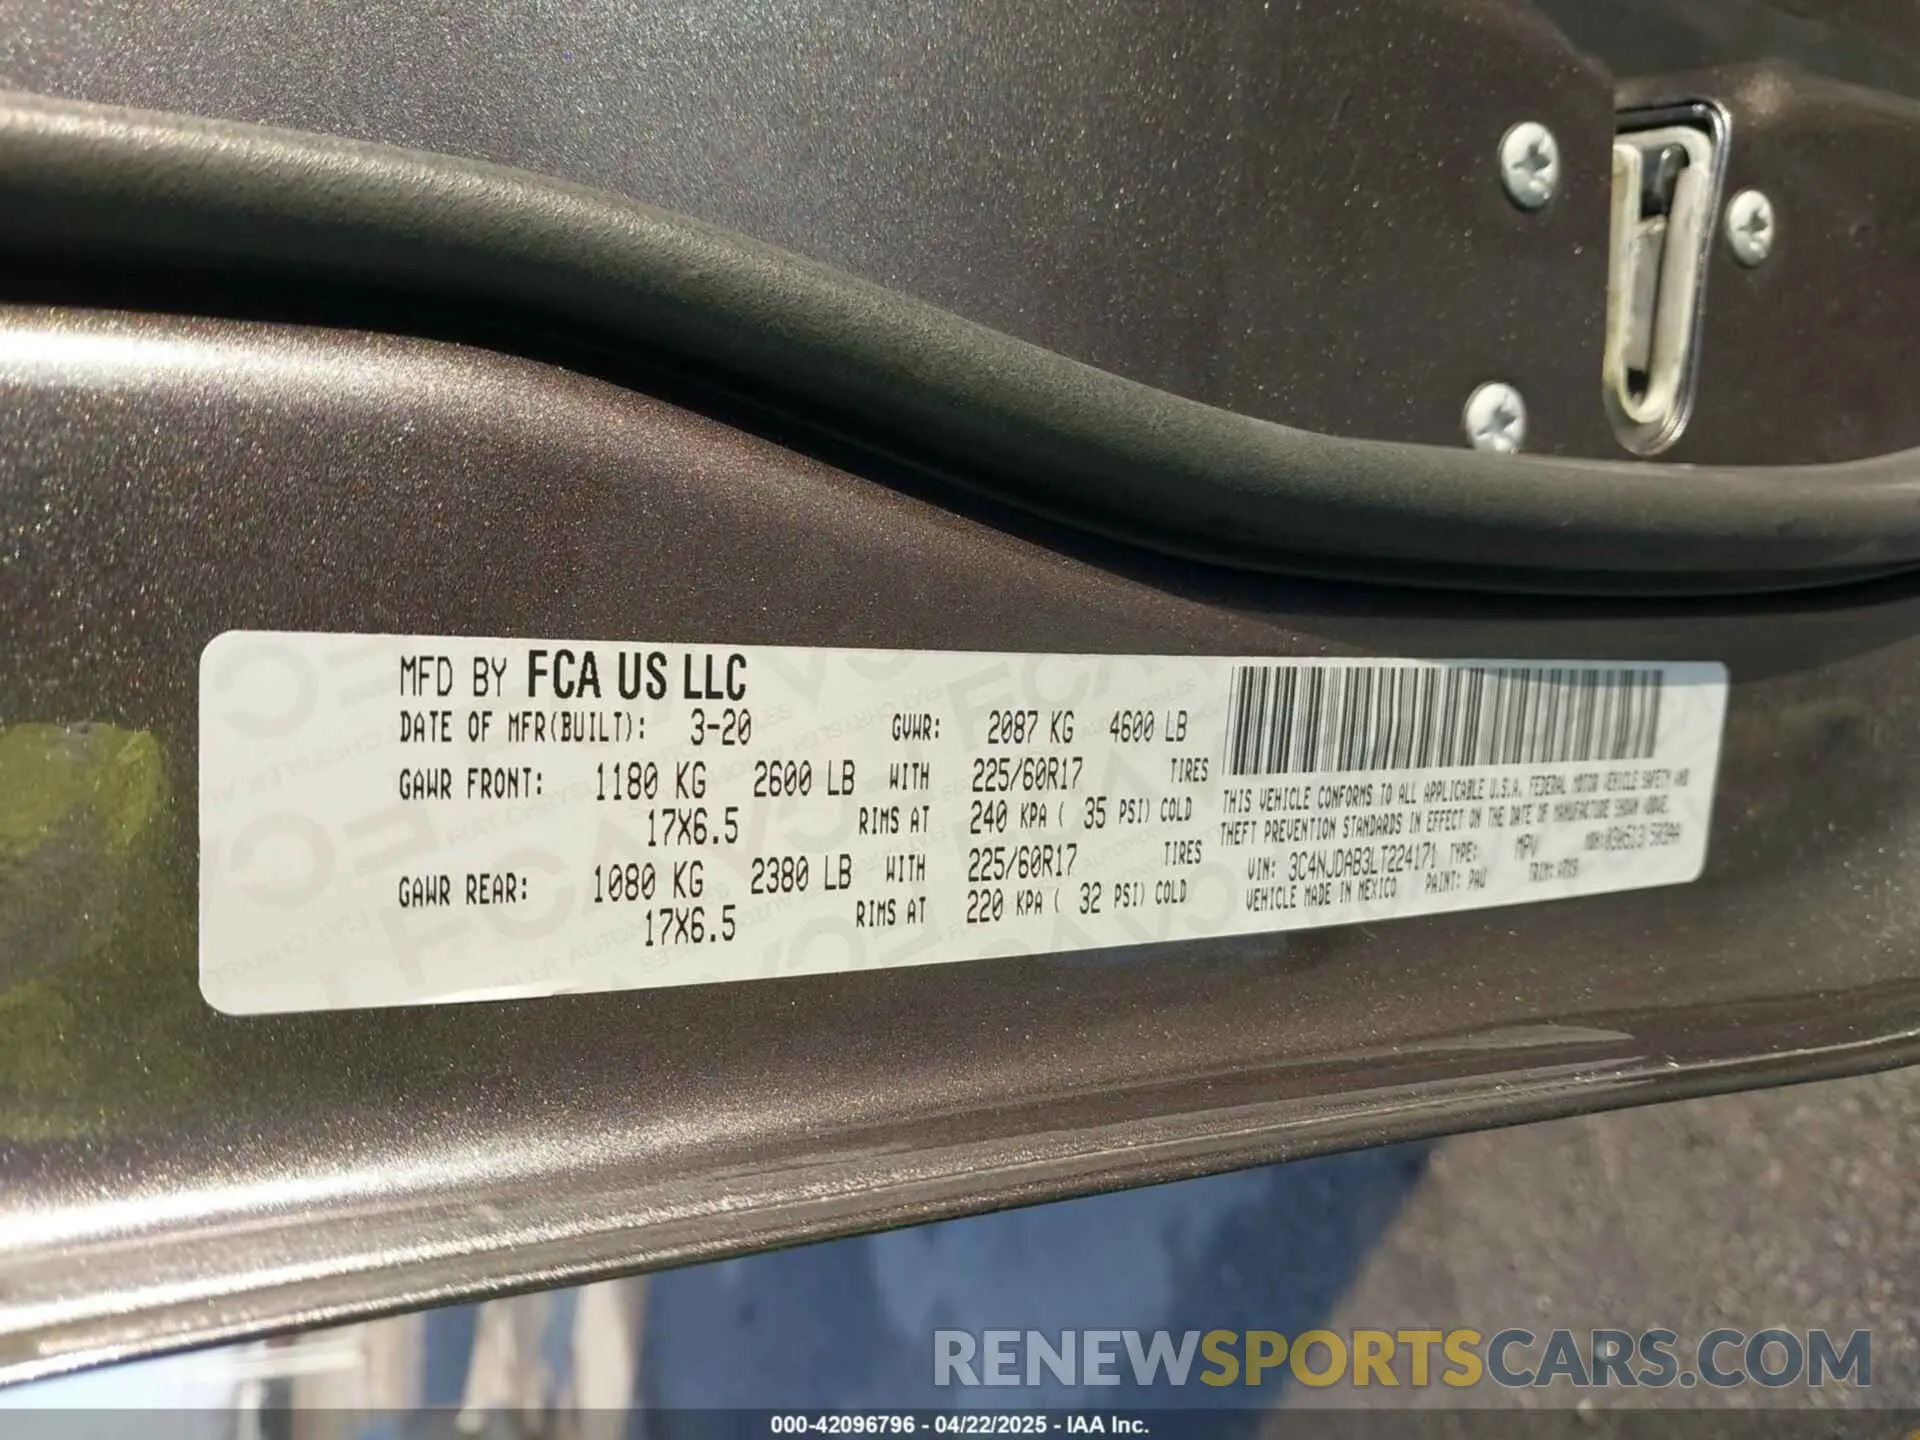 MFD BY FCA US LLC
DATE OF MFR(BUILT): 3-20 GVWR: 2087 KG 4600 LB
GAWR FRONT: 1180 KG 2600 LB WITH 225/60R17 TIRES
17X6.5 RIMS AT 240 KPA ( 35 PSI) COLD
GAWR REAR: 1080 KG 2380 LB WITH 225/60R17 TIRES
17X6.5 RIMS AT 220 KPA ( 32 PSI) COLD
THIS VEHICLE CONFORMS TO ALL APPLICABLE U.S.A. FEDERAL MOTOR VEHICLE SAFETY AND
THEFT PREVENTION STANDARDS IN EFFECT ON THE DATE OF MANUFACTURE SHOWN ABOVE.
VIN: 3C4NJDAB3LT224171 TYPE: MPV
VEHICLE MADE IN MEXICO PAINT: PAU TRIM:
RENEWSPORTSCARS.COM
000-42096796 - 04/22/2025 - IAA Inc.